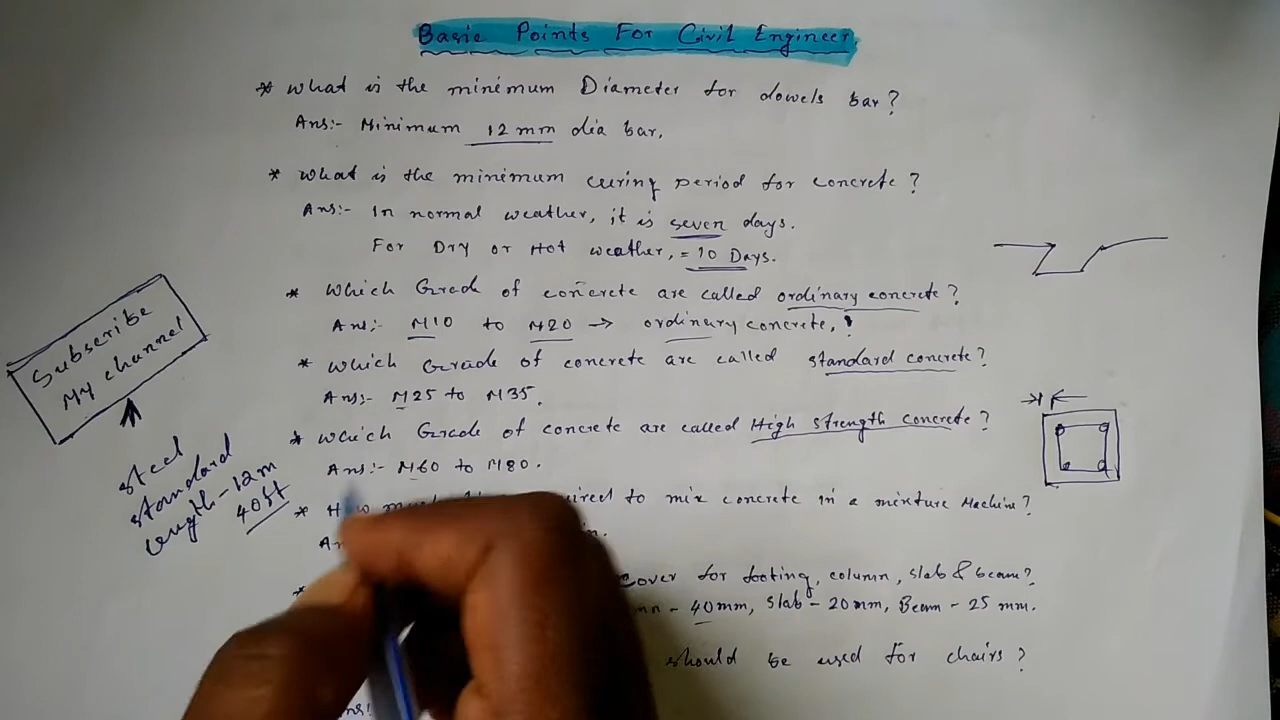 Basic Points For Civil Engineer.
* What is the minimum Diameter for dowels bar?
Ans:- Minimum 12 mm dia bar.
* What is the minimum curing period for concrete?
Ans:- In normal weather, it is seven days.
For Dry or Hot weather, = 10 Days.
* Which Grade of concrete are called ordinary concrete?
Ans:- M10 to M20 → ordinary concrete.
* Which Grade of concrete are called standard concrete?
Ans:- M25 to M35.
* Which Grade of concrete are called High strength concrete?
Ans:- M60 to M80.
* to mix concrete in a mixture Machine?
* Cover for footing, column, slab & beam?
- 40mm, Slab - 20mm, Beam - 25 mm.
should be used for chairs?
Subscribe
My channel
steel
standard
length - 12m
40ft